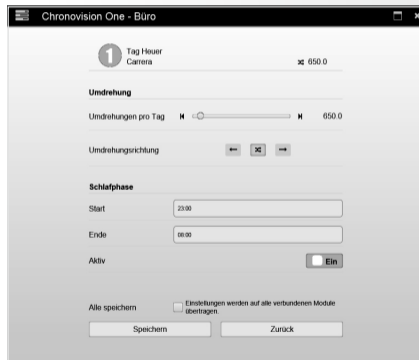 Chronovision One - Büro
1 Tag Heuer
Carrera 650.0
Umdrehung
Umdrehungen pro Tag 650.0
Umdrehungsrichtung
Schlafphase
Start 23:00
Ende 08:00
Aktiv Ein
Alle speichern Einstellungen werden auf alle verbundenen Module
übertragen.
Speichern Zurück